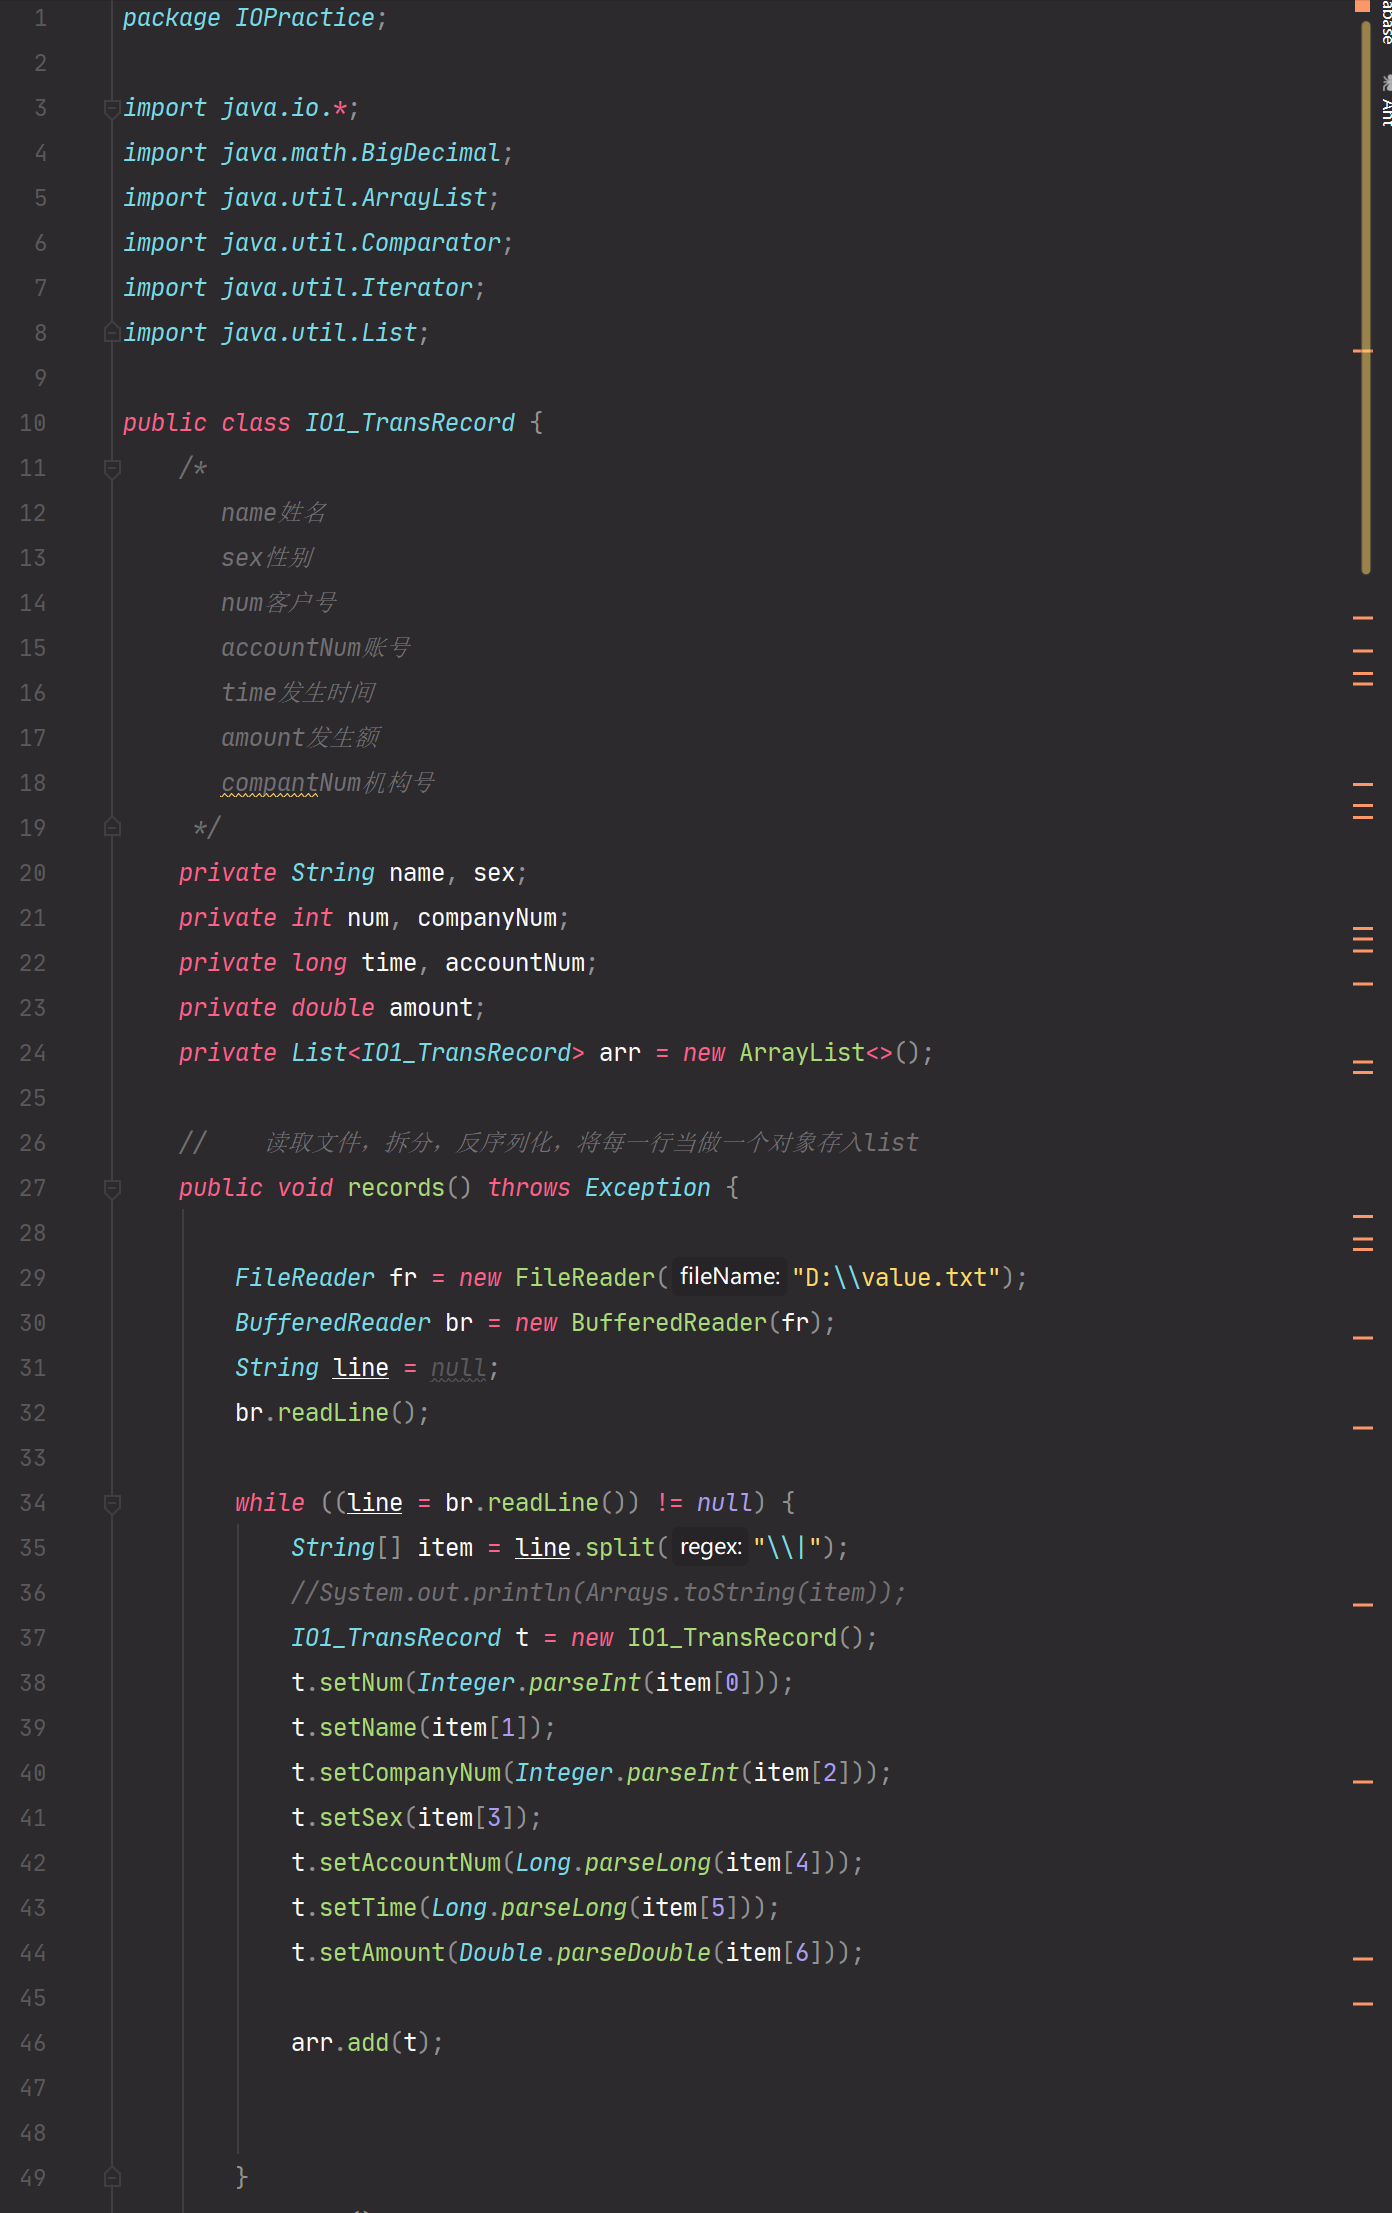 1 package IOPractice;
2
3 import java.io.*;
4 import java.math.BigDecimal;
5 import java.util.ArrayList;
6 import java.util.Comparator;
7 import java.util.Iterator;
8 import java.util.List;
9
10 public class IO1_TransRecord {
11 /*
12 name姓名
13 sex性别
14 num客户号
15 accountNum账号
16 time发生时间
17 amount发生额
18 compantNum机构号
19 */
20 private String name, sex;
21 private int num, companyNum;
22 private long time, accountNum;
23 private double amount;
24 private List<IO1_TransRecord> arr = new ArrayList<>();
25
26 // 读取文件，拆分，反序列化，将每一行当做一个对象存入list
27 public void records() throws Exception {
28
29 FileReader fr = new FileReader( fileName: "D:\\value.txt");
30 BufferedReader br = new BufferedReader(fr);
31 String line = null;
32 br.readLine();
33
34 while ((line = br.readLine()) != null) {
35 String[] item = line.split( regex: "\\|");
36 //System.out.println(Arrays.toString(item));
37 IO1_TransRecord t = new IO1_TransRecord();
38 t.setNum(Integer.parseInt(item[0]));
39 t.setName(item[1]);
40 t.setCompanyNum(Integer.parseInt(item[2]));
41 t.setSex(item[3]);
42 t.setAccountNum(Long.parseLong(item[4]));
43 t.setTime(Long.parseLong(item[5]));
44 t.setAmount(Double.parseDouble(item[6]));
45
46 arr.add(t);
47
48
49 }
abase
Ant